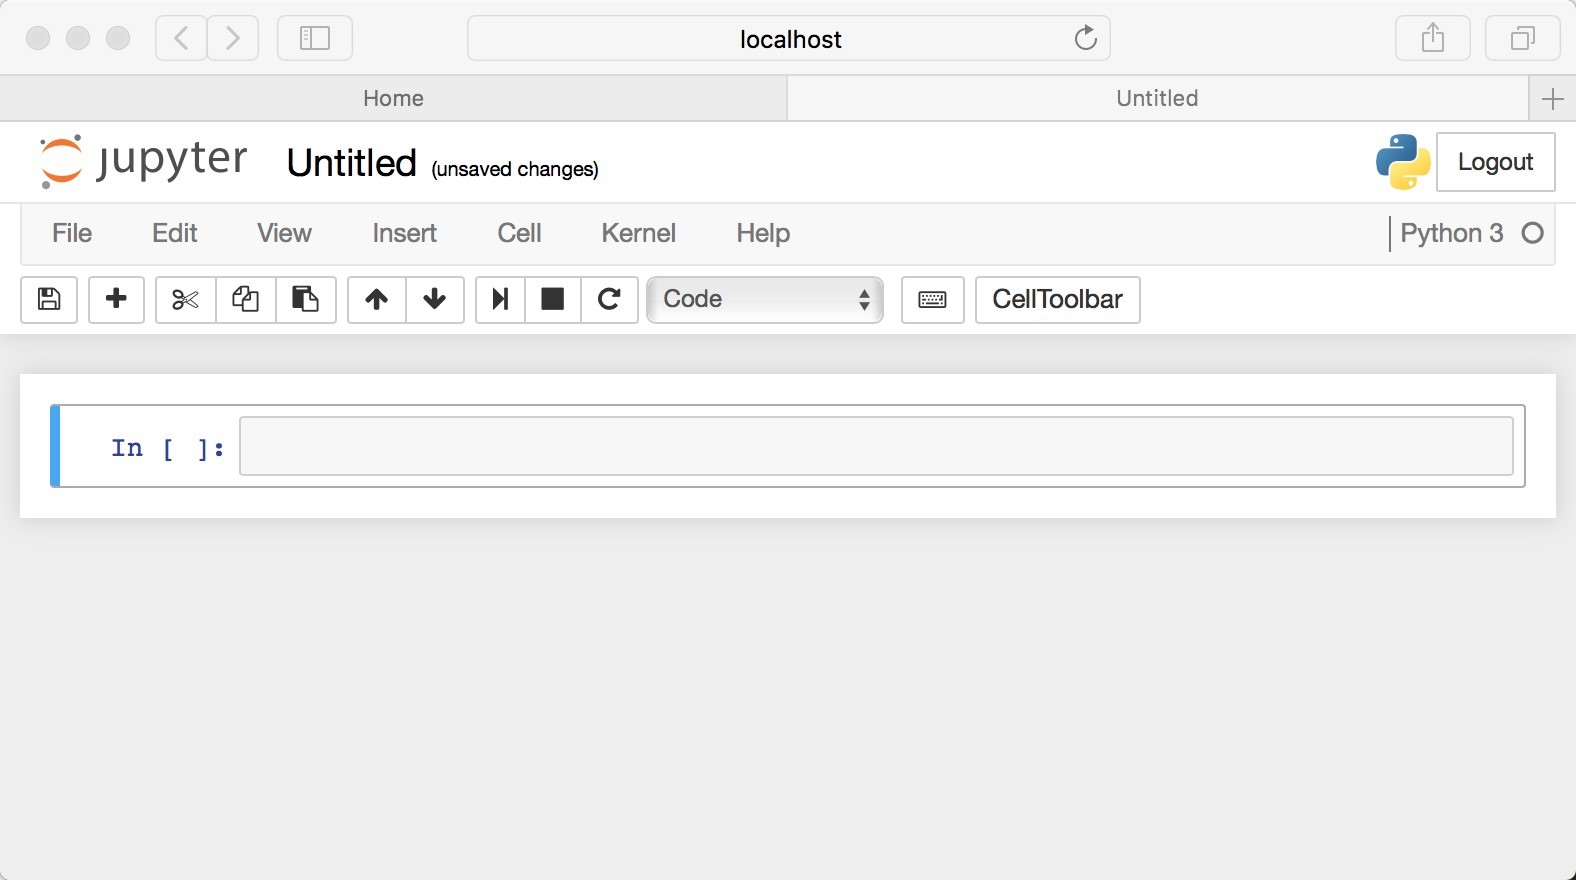 localhost
Home Untitled
jupyter Untitled (unsaved changes) Logout
File Edit View Insert Cell Kernel Help Python 3
Code CellToolbar
In [ ]: